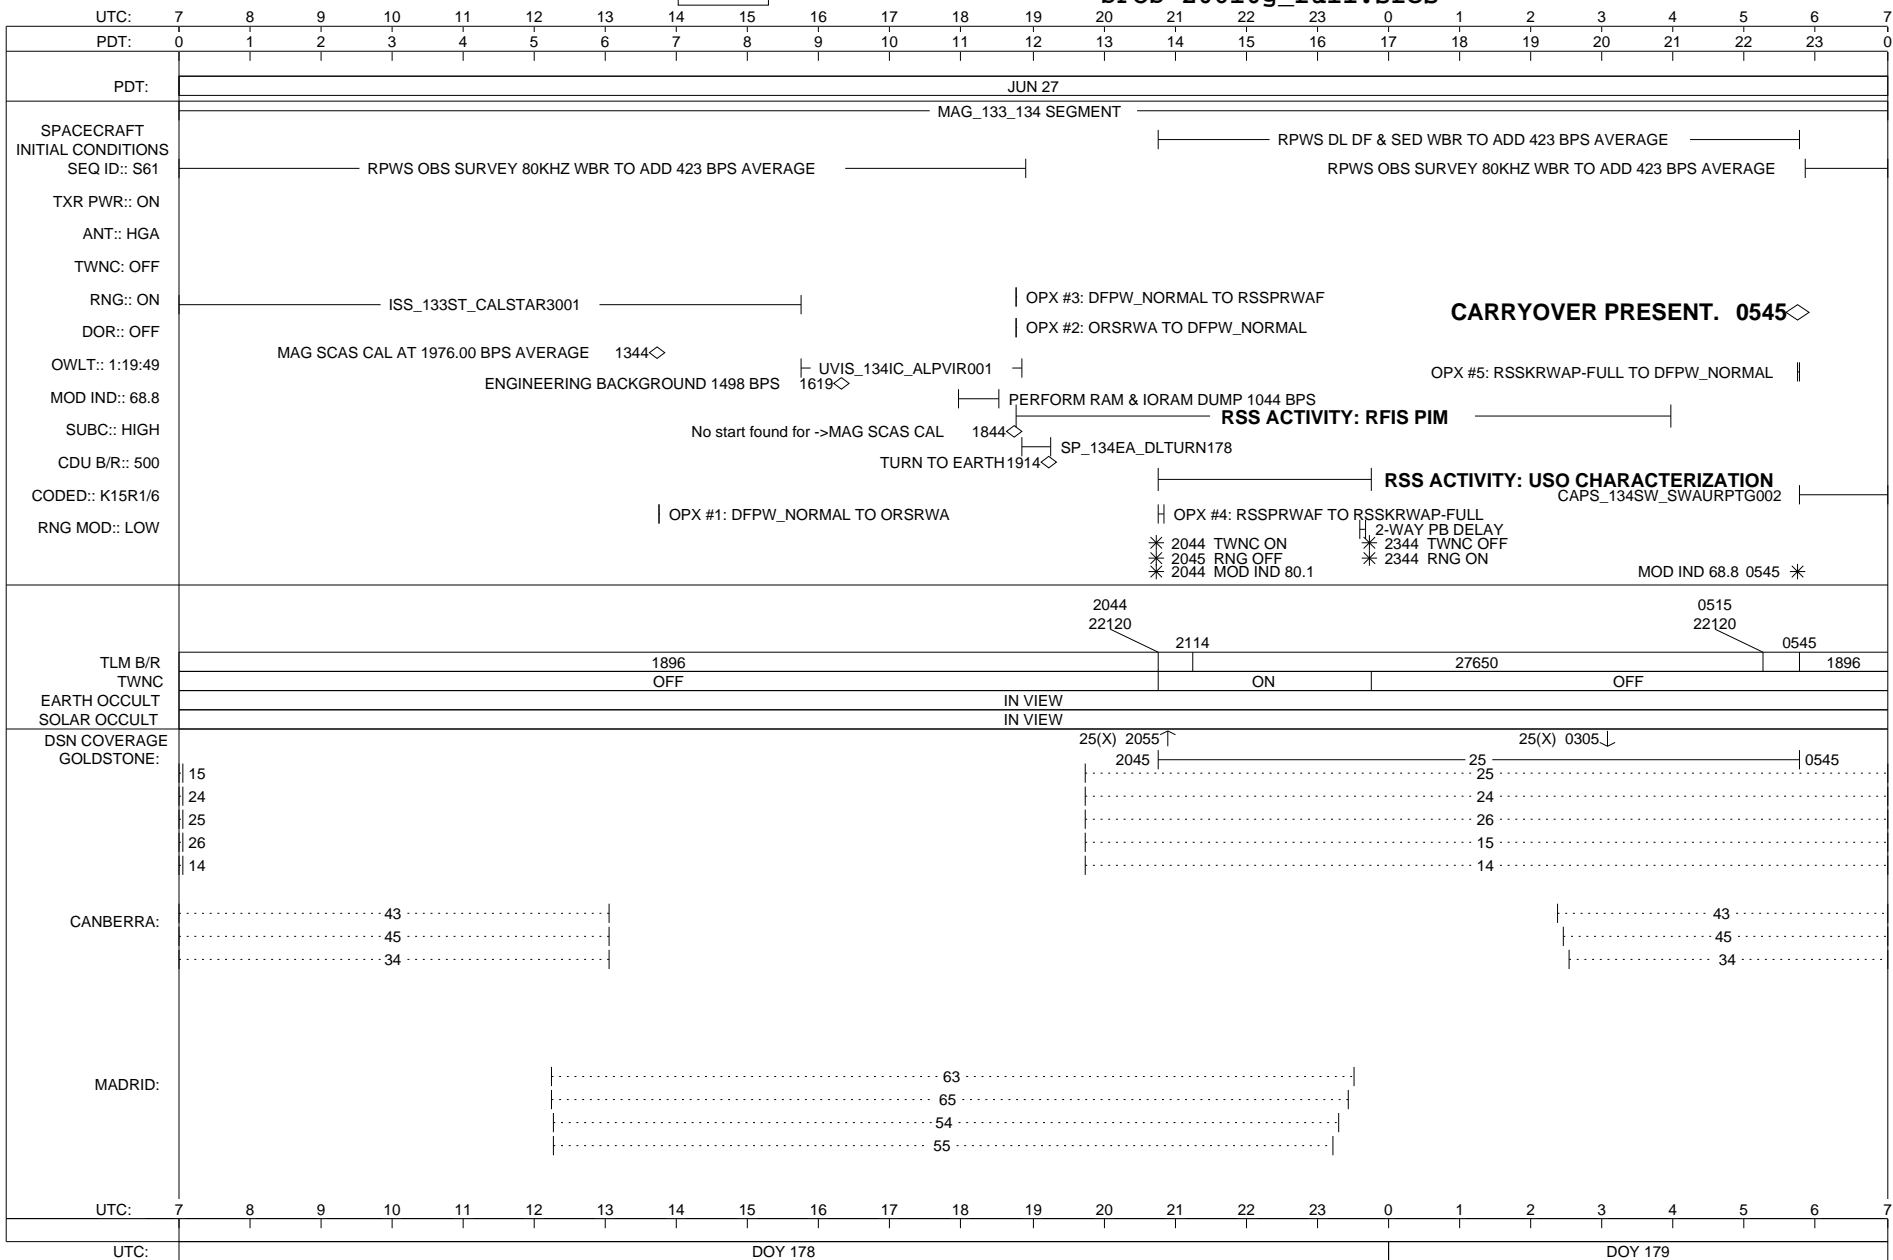 UTC: 7 8 9 10 11 12 13 14 15 16 17 18 19 20 21 22 23 0 1 2 3 4 5 6 7
PDT: 0 1 2 3 4 5 6 7 8 9 10 11 12 13 14 15 16 17 18 19 20 21 22 23 0
PDT: JUN 27
MAG_133_134 SEGMENT
SPACECRAFT
INITIAL CONDITIONS
RPWS DL DF & SED WBR TO ADD 423 BPS AVERAGE
SEQ ID:: S61
RPWS OBS SURVEY 80KHZ WBR TO ADD 423 BPS AVERAGE
RPWS OBS SURVEY 80KHZ WBR TO ADD 423 BPS AVERAGE
TXR PWR:: ON
ANT:: HGA
TWNC: OFF
RNG:: ON
ISS_133ST_CALSTAR3001
OPX #3: DFPW_NORMAL TO RSSPRWAF
CARRYOVER PRESENT. 0545
DOR:: OFF
OPX #2: ORSRWA TO DFPW_NORMAL
MAG SCAS CAL AT 1976.00 BPS AVERAGE 1344
OWLT:: 1:19:49
UVIS_134IC_ALPVIR001
OPX #5: RSSKRWAP-FULL TO DFPW_NORMAL
ENGINEERING BACKGROUND 1498 BPS 1619
MOD IND:: 68.8
PERFORM RAM & IORAM DUMP 1044 BPS
RSS ACTIVITY: RFIS PIM
SUBC:: HIGH
No start found for ->MAG SCAS CAL 1844
SP_134EA_DLTURN178
CDU B/R:: 500
TURN TO EARTH 1914
RSS ACTIVITY: USO CHARACTERIZATION
CODED:: K15R1/6
CAPS_134SW_SWAURPTG002
RNG MOD:: LOW
OPX #1: DFPW_NORMAL TO ORSRWA
OPX #4: RSSPRWAF TO RSSKRWAP-FULL
2-WAY PB DELAY
2044 TWNC ON
2344 TWNC OFF
2045 RNG OFF
2344 RNG ON
2044 MOD IND 80.1
MOD IND 68.8 0545
2044 0515
22120 22120
2114 0545
TLM B/R 1896 27650 1896
TWNC OFF ON OFF
EARTH OCCULT IN VIEW
SOLAR OCCULT IN VIEW
DSN COVERAGE 25(X) 2055 25(X) 0305
GOLDSTONE: 2045 25 0545
15 25
24 24
25 26
26 15
14 14
CANBERRA:
43 43
45 45
34 34
MADRID:
63
65
54
55
UTC: 7 8 9 10 11 12 13 14 15 16 17 18 19 20 21 22 23 0 1 2 3 4 5 6 7
UTC: DOY 178 DOY 179